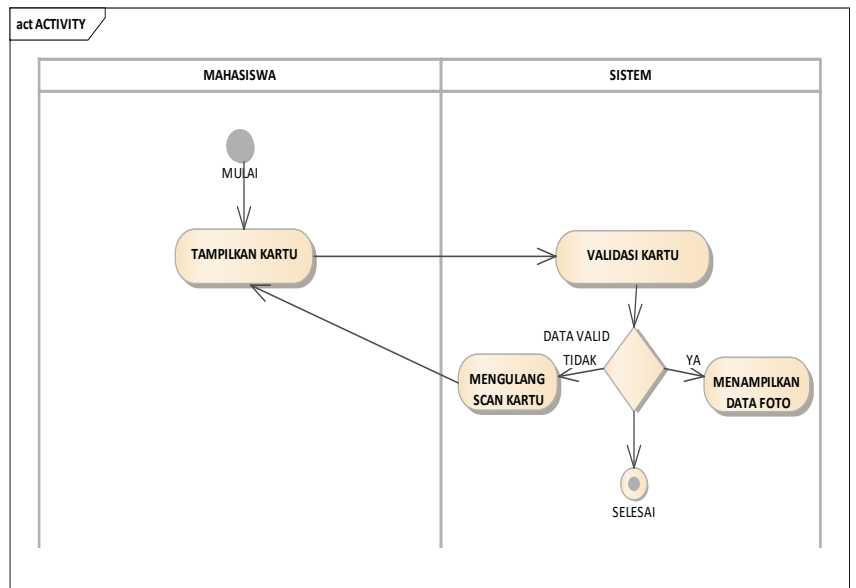 act ACTIVITY
MAHASISWA
SISTEM
MULAI
TAMPILKAN KARTU
VALIDASI KARTU
DATA VALID
TIDAK
YA
MENGULANG
SCAN KARTU
MENAMPILKAN
DATA FOTO
SELESAI